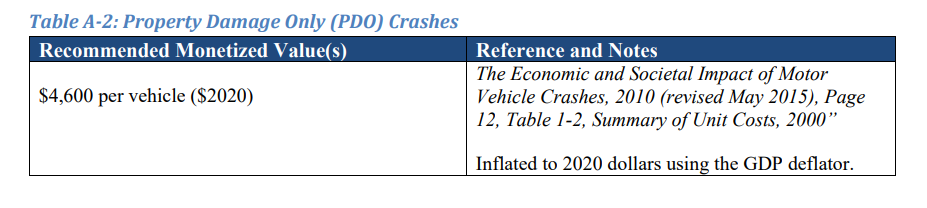 Table A-2: Property Damage Only (PDO) Crashes
Recommended Monetized Value(s)
Reference and Notes
$4,600 per vehicle ($2020)
The Economic and Societal Impact of Motor
Vehicle Crashes, 2010 (revised May 2015), Page
12, Table 1-2, Summary of Unit Costs, 2000”
Inflated to 2020 dollars using the GDP deflator.